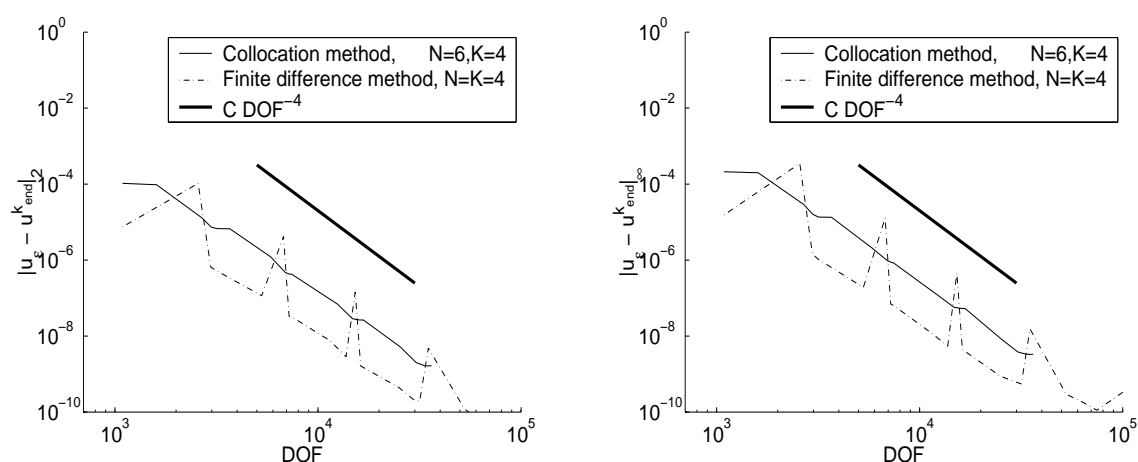 10^0
10^-2
10^-4
10^-6
10^-8
10^-10
|u_ε − u^k_end|_2
Collocation method, N=6,K=4
Finite difference method, N=K=4
C DOF^-4
10^3
10^4
10^5
DOF
10^0
10^-2
10^-4
10^-6
10^-8
10^-10
|u_ε − u^k_end|_∞
Collocation method, N=6,K=4
Finite difference method, N=K=4
C DOF^-4
10^3
10^4
10^5
DOF